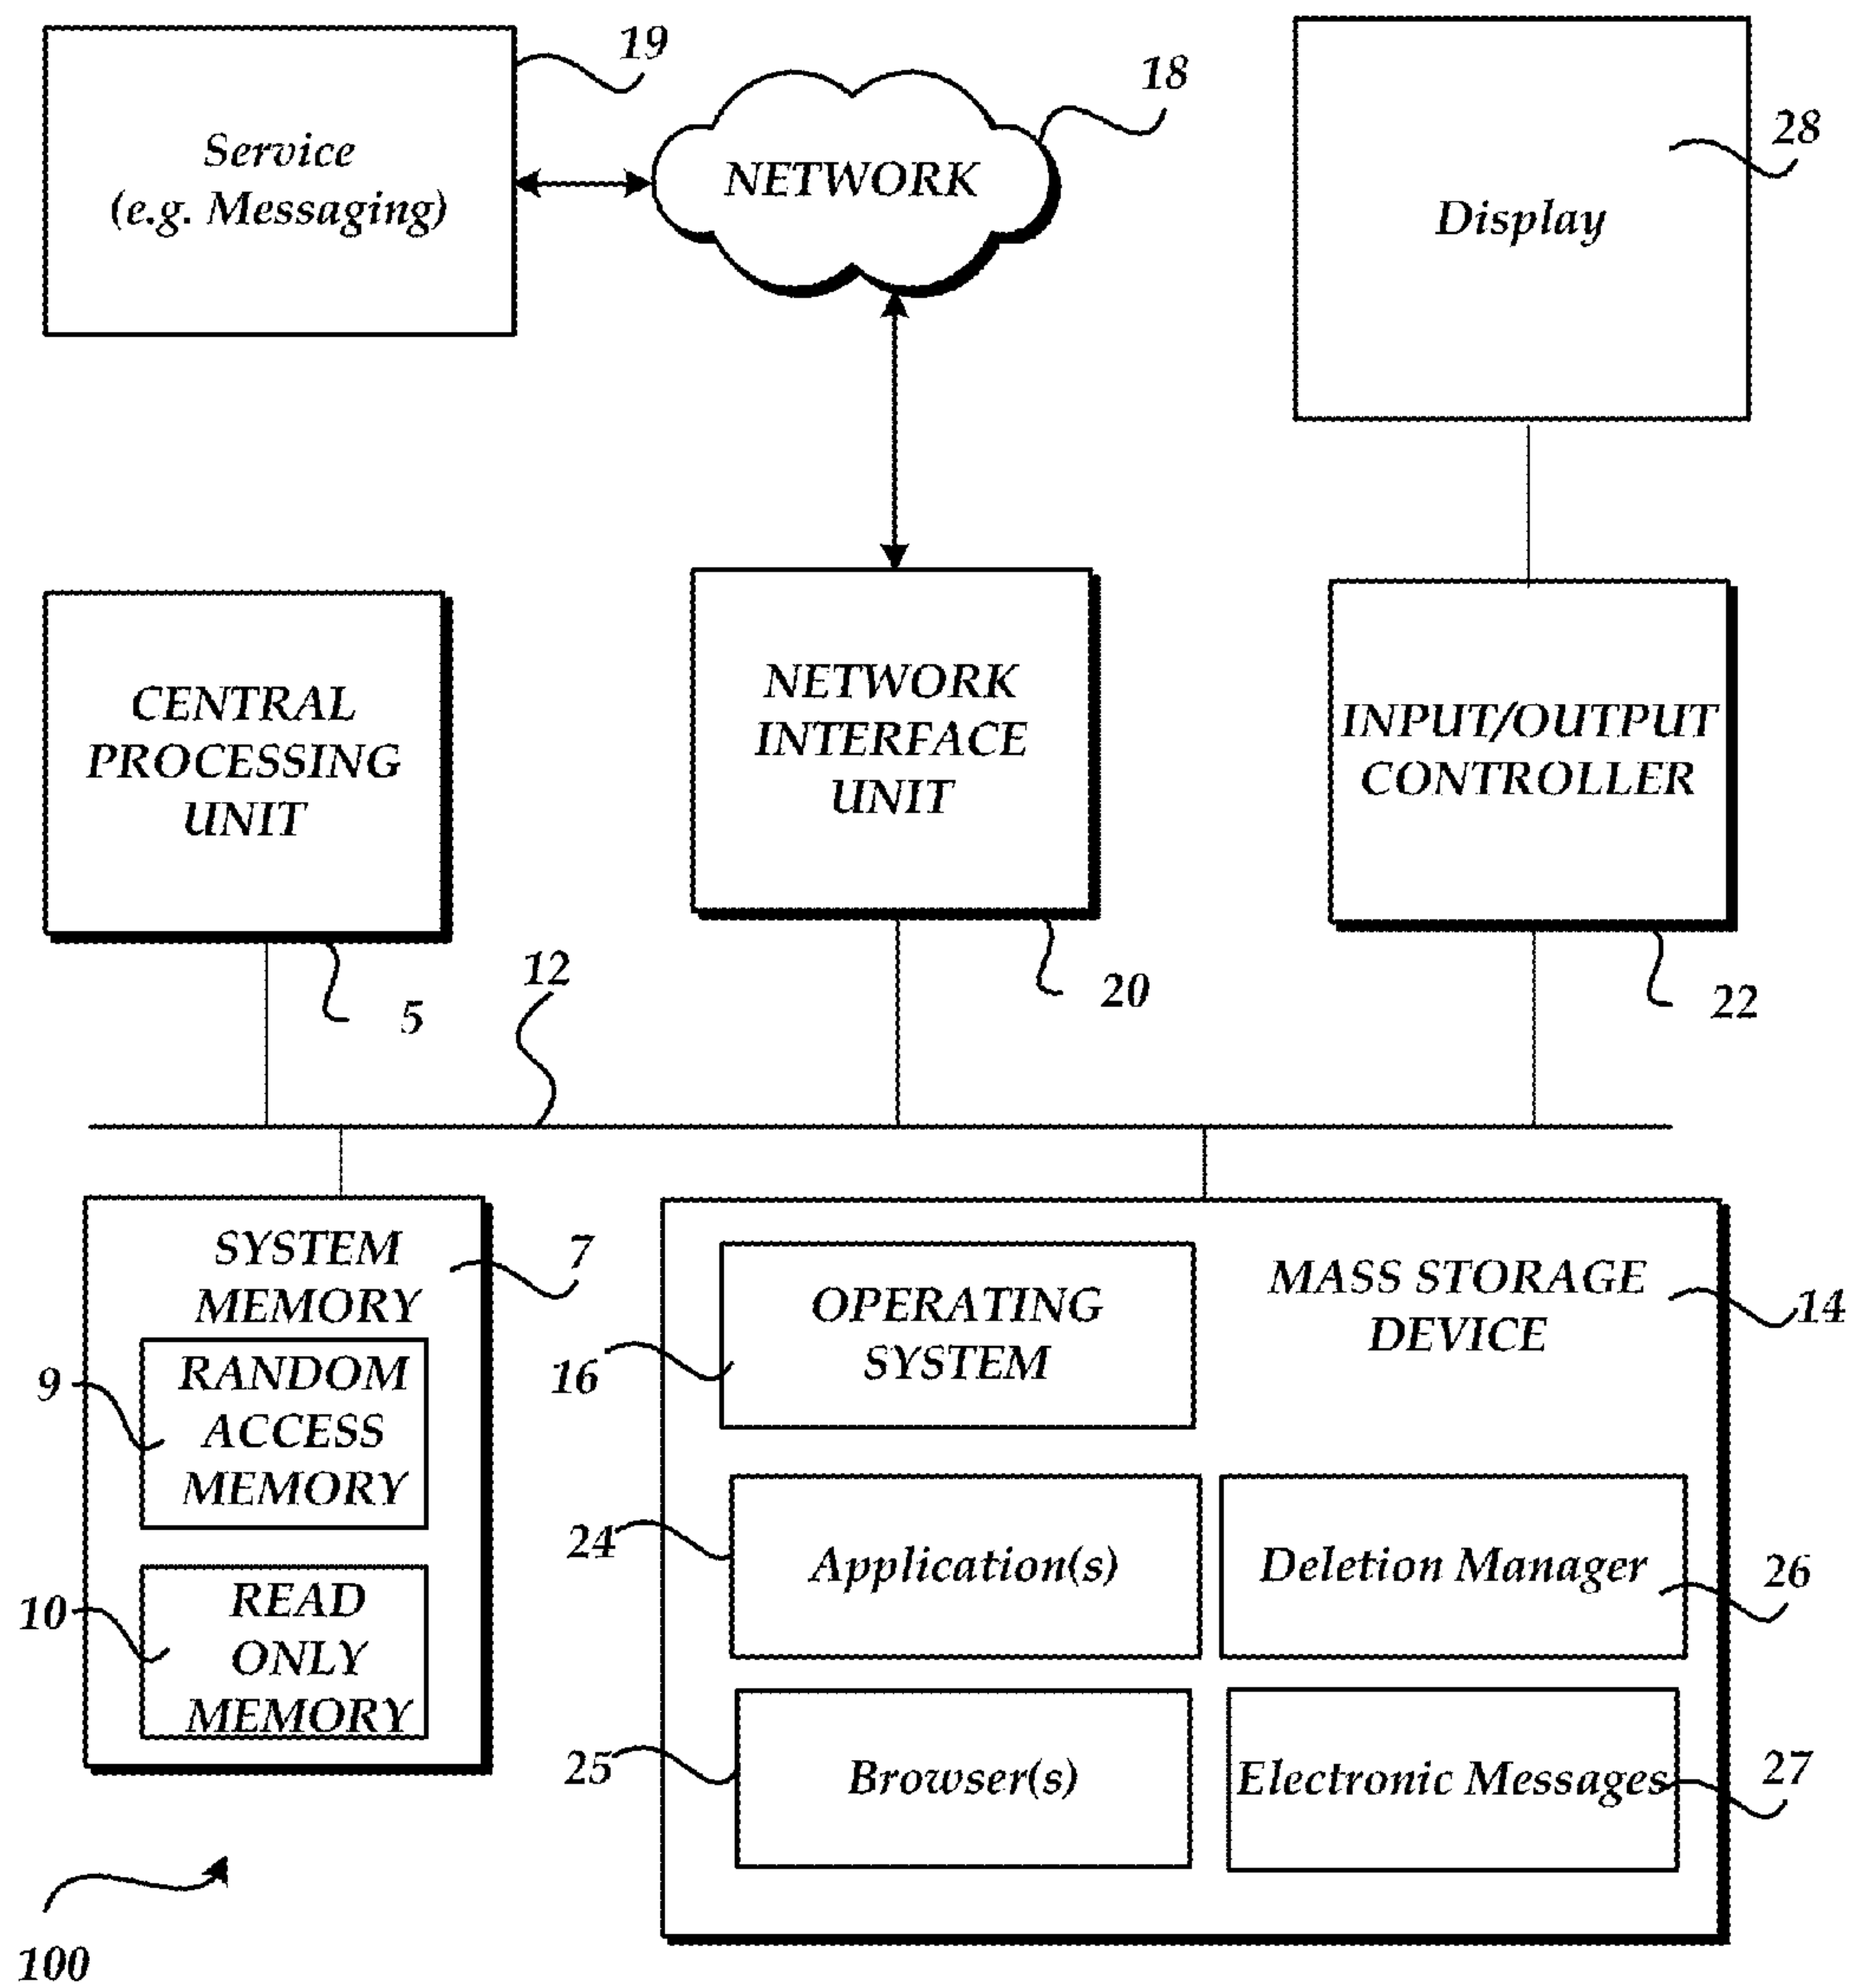 19
18
28
Service
(e.g. Messaging)
NETWORK
Display
CENTRAL
PROCESSING
UNIT
NETWORK
INTERFACE
UNIT
INPUT/OUTPUT
CONTROLLER
5
12
20
22
SYSTEM
MEMORY
7
9
RANDOM
ACCESS
MEMORY
10
READ
ONLY
MEMORY
OPERATING
SYSTEM
16
MASS STORAGE
DEVICE
14
24
Application(s)
Deletion Manager
26
25
Browser(s)
Electronic Messages
27
100